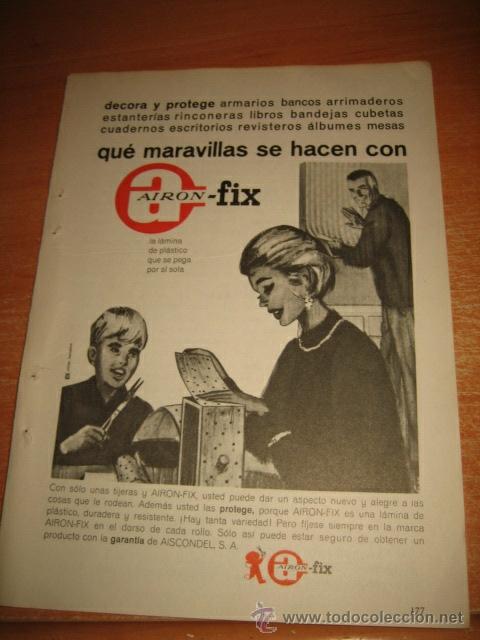 decora y protege armarios bancos arrimaderos
estanterías rinconeras libros bandejas cubetas
cuadernos escritorios revisteros álbumes mesas
qué maravillas se hacen con
a AIRON-fix
la lámina
de plástico
que se pega
por sí sola
Con sólo unas tijeras y AIRON-FIX, usted puede dar un aspecto nuevo y alegre a las
cosas que le rodean. Además usted las protege, porque AIRON-FIX es una lámina de
plástico, duradera y resistente. ¡Hay tanta variedad! Pero fíjese siempre en la marca
AIRON-FIX en el dorso de cada rollo. Sólo así puede estar seguro de obtener un
producto con la garantía de AISCONDEL, S. A.
a AIRON-fix
177
todocoleccion
www.todocoleccion.net